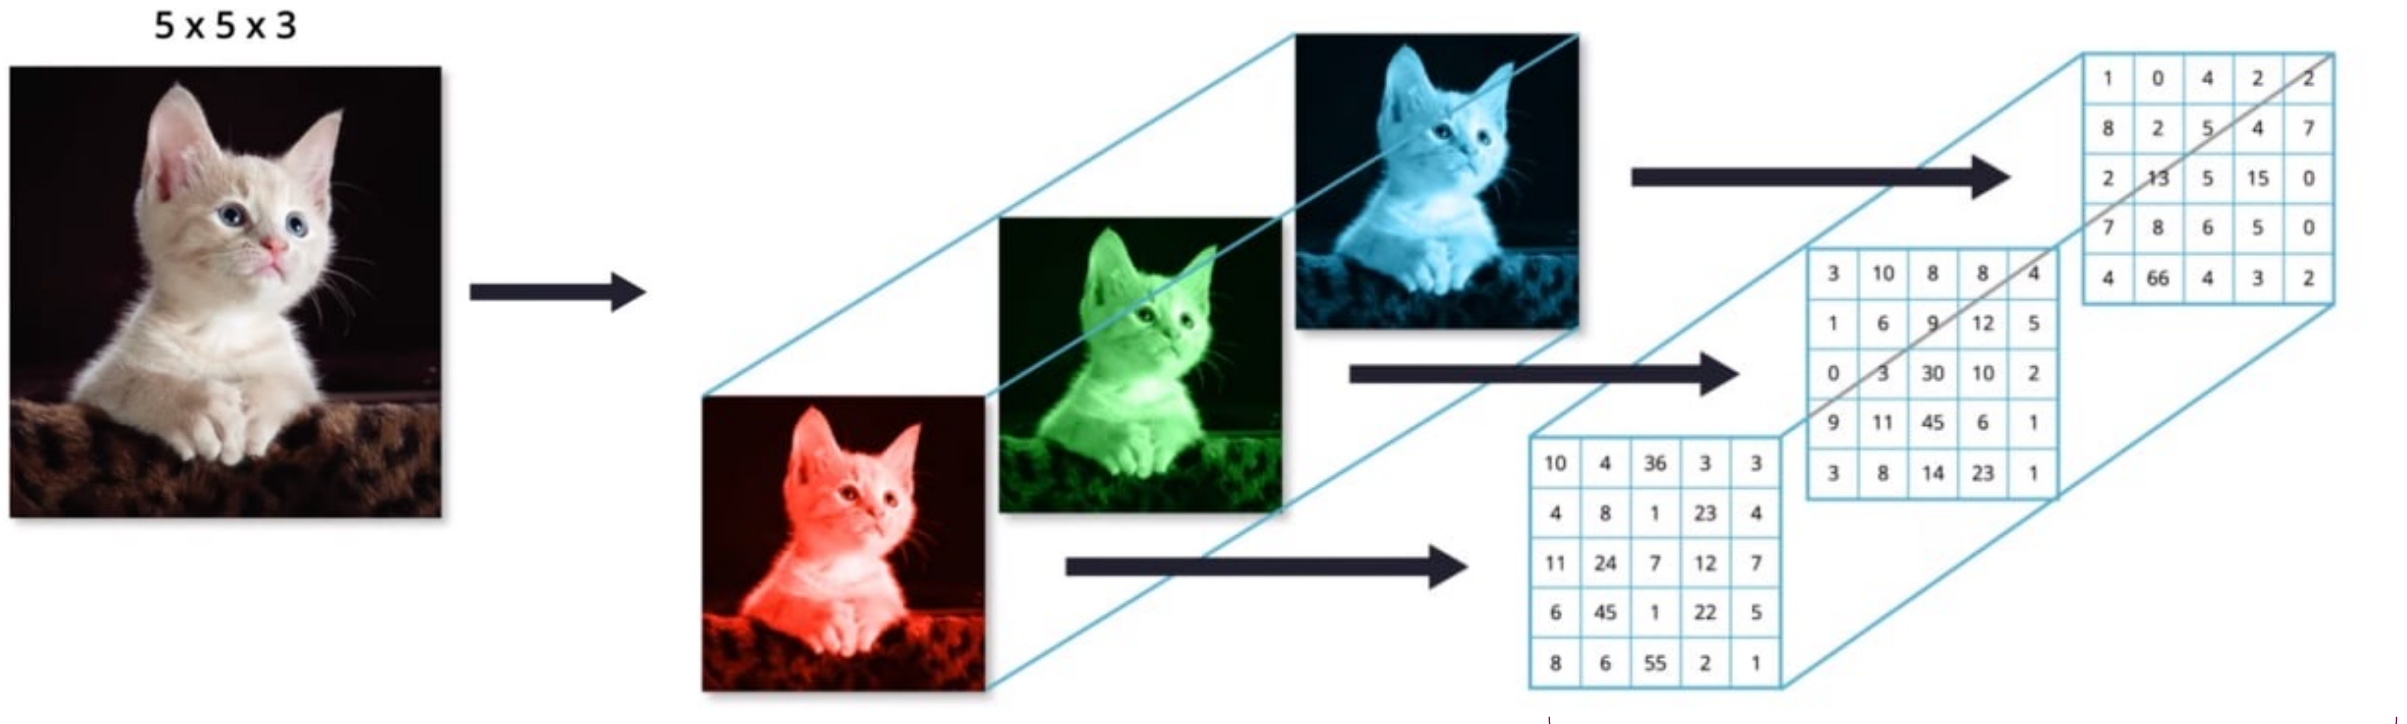 5 x 5 x 3
1 0 4 2 2
8 2 5 4 7
2 13 5 15 0
7 8 6 5 0
4 66 4 3 2
3 10 8 8 4
1 6 9 12 5
0 3 30 10 2
9 11 45 6 1
3 8 14 23 1
10 4 36 3 3
4 8 1 23 4
11 24 7 12 7
6 45 1 22 5
8 6 55 2 1